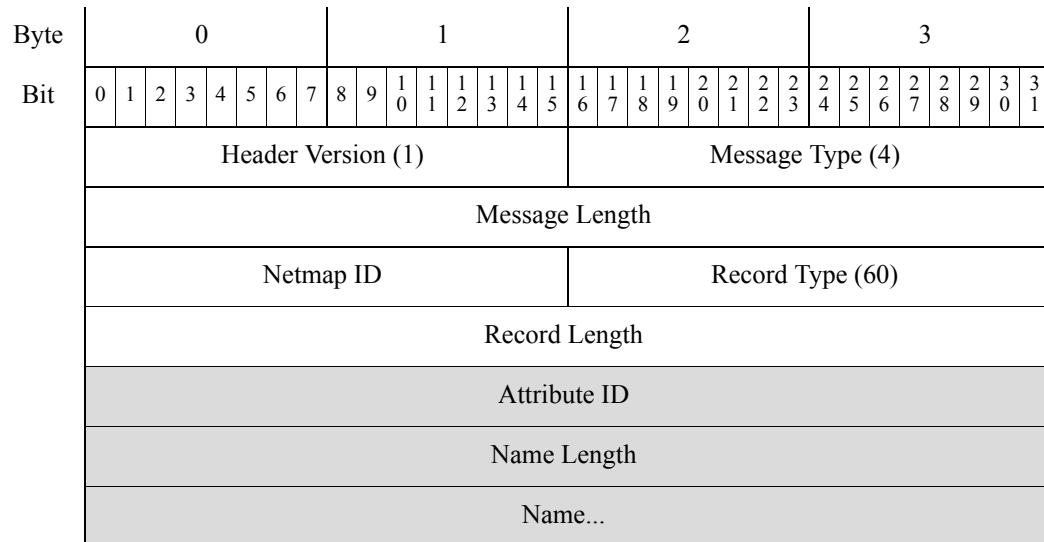 Byte 0 1 2 3
Bit 0 1 2 3 4 5 6 7 8 9 10 11 12 13 14 15 16 17 18 19 20 21 22 23 24 25 26 27 28 29 30 31
Header Version (1) Message Type (4)
Message Length
Netmap ID Record Type (60)
Record Length
Attribute ID
Name Length
Name...